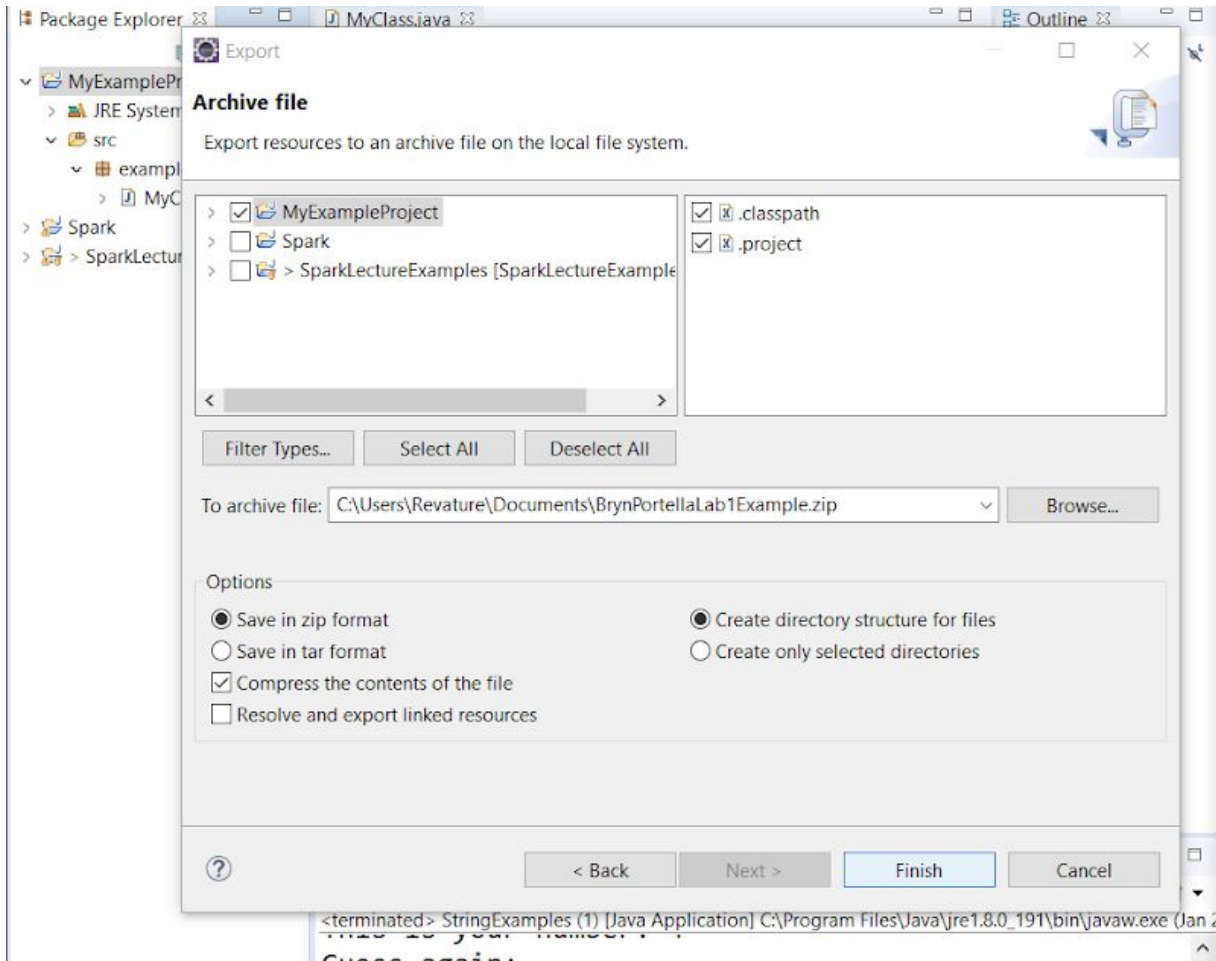 Package Explorer
MyClass.java
Outline
Export
MyExamplePr
JRE System
src
exampl
MyC
Spark
> SparkLectur
Archive file
Export resources to an archive file on the local file system.
MyExampleProject
Spark
> SparkLectureExamples [SparkLectureExample
.classpath
.project
Filter Types...
Select All
Deselect All
To archive file:
C:\Users\Revature\Documents\BrynPortellaLab1Example.zip
Browse...
Options
Save in zip format
Save in tar format
Compress the contents of the file
Resolve and export linked resources
Create directory structure for files
Create only selected directories
< Back
Next >
Finish
Cancel
<terminated> StringExamples (1) [Java Application] C:\Program Files\Java\jre1.8.0_191\bin\javaw.exe (Jan 2
This is your number:
Guess again: